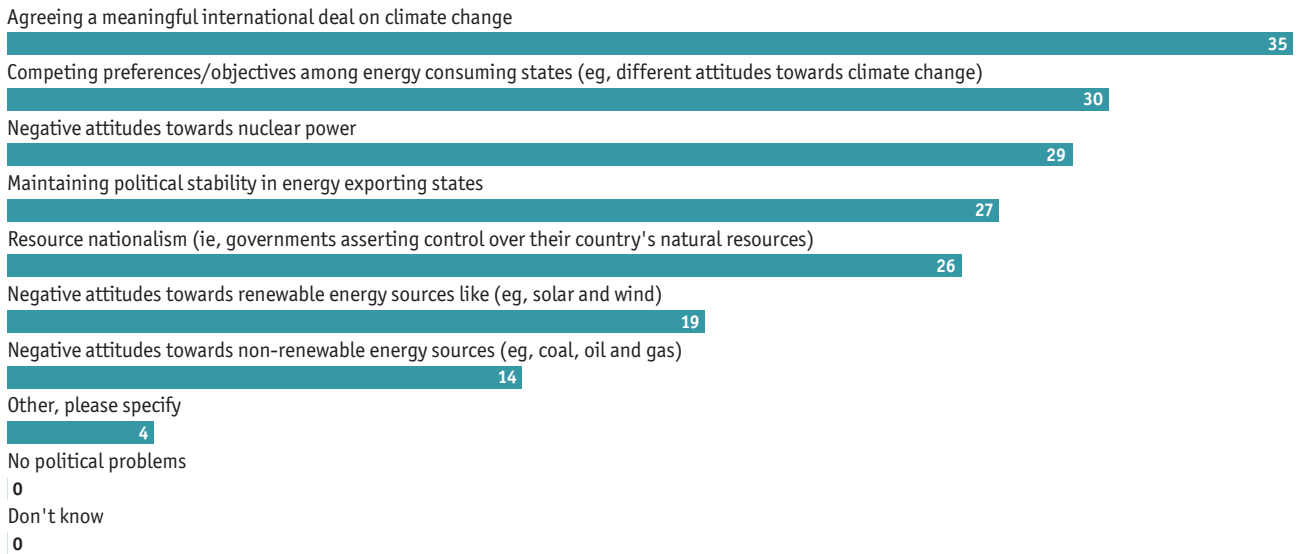 Agreeing a meaningful international deal on climate change
35
Competing preferences/objectives among energy consuming states (eg, different attitudes towards climate change)
30
Negative attitudes towards nuclear power
29
Maintaining political stability in energy exporting states
27
Resource nationalism (ie, governments asserting control over their country's natural resources)
26
Negative attitudes towards renewable energy sources like (eg, solar and wind)
19
Negative attitudes towards non-renewable energy sources (eg, coal, oil and gas)
14
Other, please specify
4
No political problems
0
Don't know
0